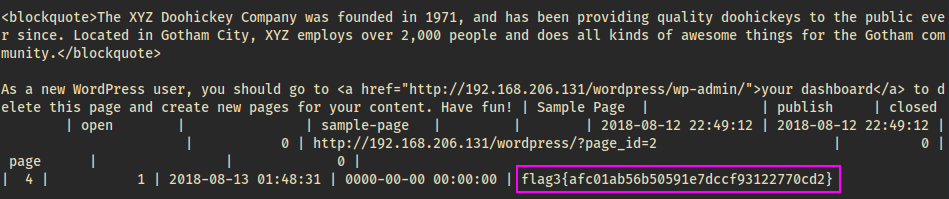 <blockquote>The XYZ Doohickey Company was founded in 1971, and has been providing quality doohickeys to the public eve
r since. Located in Gotham City, XYZ employs over 2,000 people and does all kinds of awesome things for the Gotham com
munity.</blockquote>
As a new WordPress user, you should go to <a href="http://192.168.206.131/wordpress/wp-admin/">your dashboard</a> to d
elete this page and create new pages for your content. Have fun! | Sample Page | | publish | closed
| open | | sample-page | | | 2018-08-12 22:49:12 | 2018-08-12 22:49:12 |
| 0 | http://192.168.206.131/wordpress/?page_id=2 | 0 |
page | | 0 |
| 4 | 1 | 2018-08-13 01:48:31 | 0000-00-00 00:00:00 | flag3{afc01ab56b50591e7dccf93122770cd2}